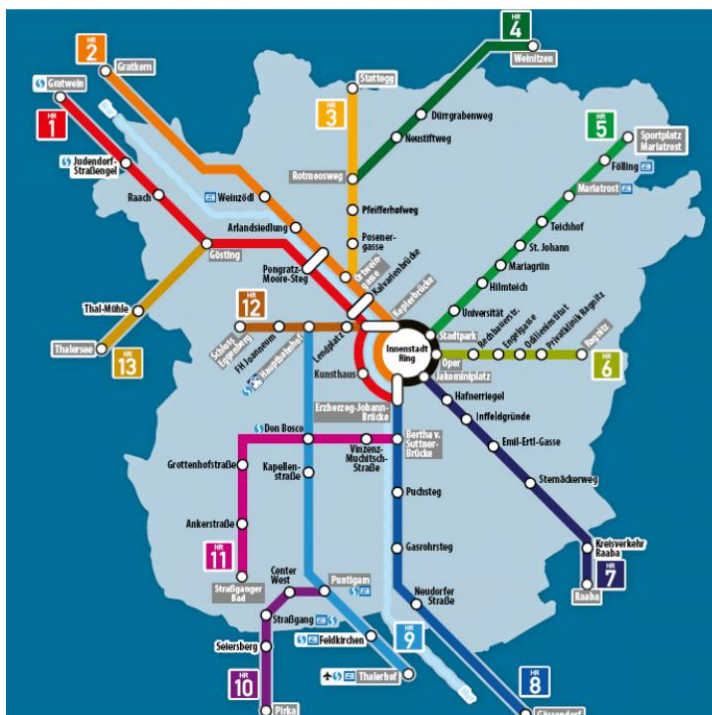 HR
4
Weinitzen
HR
2
Gratkorn
Stattegg
Gratwein
HR
1
HR
3
Dürrgrabenweg
HR
5
Sportplatz
Mariatrost
Neustiftweg
Fölling
Judendorf-
Straßengel
Rotmoosweg
Mariatrost
Raach
Weinzödl
Pfeifferhofweg
Teichhof
Arlandsiedlung
Posener-
gasse
St. Johann
Gösting
Mariagrün
Pongratz-
Moore-Steg
Ortwein-
gasse
Kalvarienbrücke
Hilmteich
Keplerbrücke
Thal-Mühle
HR
12
Universität
Thalersee
HR
13
Schloss
Eggenberg
FH Joanneum
Hauptbahnhof
Lendplatz
Stadtpark
Rechbauerstr.
Engelgasse
Odilieninstitut
Privatklinik Ragnitz
Ragnitz
HR
6
Innenstadt
Ring
Oper
Kunsthaus
Jakominiplatz
Hafnerriegel
Erzherzog-Johann-
Brücke
Inffeldgründe
Don Bosco
Bertha v.
Suttner-
Brücke
Emil-Ertl-Gasse
Grottenhofstraße
Vinzenz-
Muchitsch-
Straße
Kapellen-
straße
Sternäckerweg
Puchsteg
Ankerstraße
Gasrohrsteg
Kreisverkehr
Raaba
HR
11
Straßganger
Bad
Center
West
Puntigam
HR
7
Raaba
Neudorfer
Straße
Straßgang
Feldkirchen
HR
9
Seiersberg
Thalerhof
HR
10
HR
8
Pirka
Gössendorf